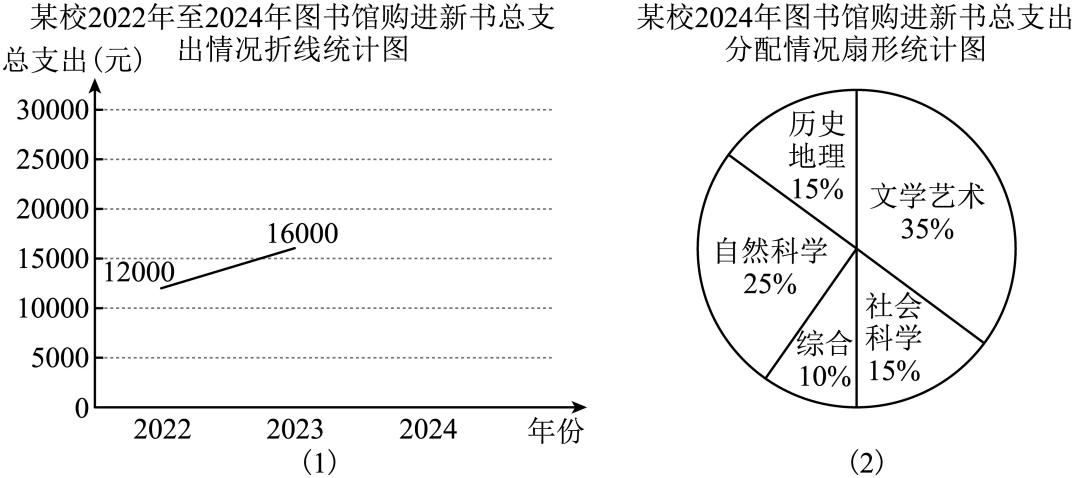 某校2022年至2024年图书馆购进新书总支
出情况折线统计图
总支出(元)
30000
25000
20000
15000
10000
5000
0
12000
16000
2022
2023
2024
年份
(1)
某校2024年图书馆购进新书总支出
分配情况扇形统计图
历史
地理
15%
文学艺术
35%
自然科学
25%
社会
科学
15%
综合
10%
(2)